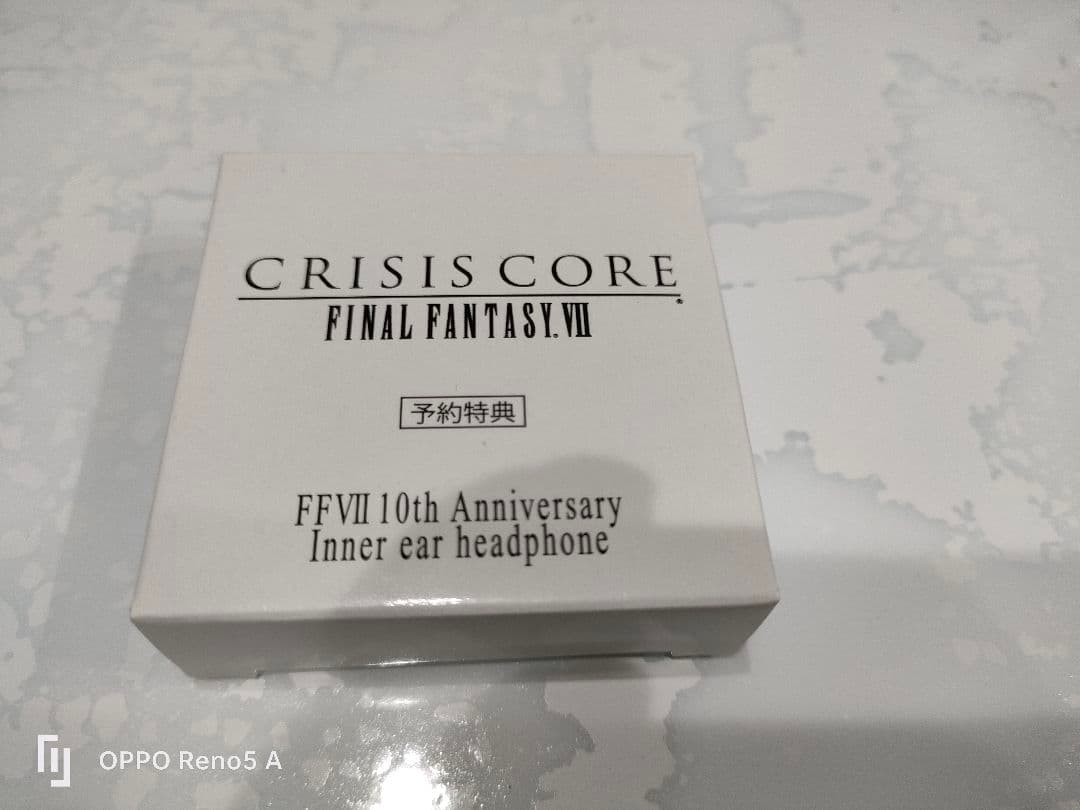 CRISIS CORE
FINAL FANTASY. VII
予約特典
FFVII 10th Anniversary
Inner ear headphone
OPPO Reno5 A